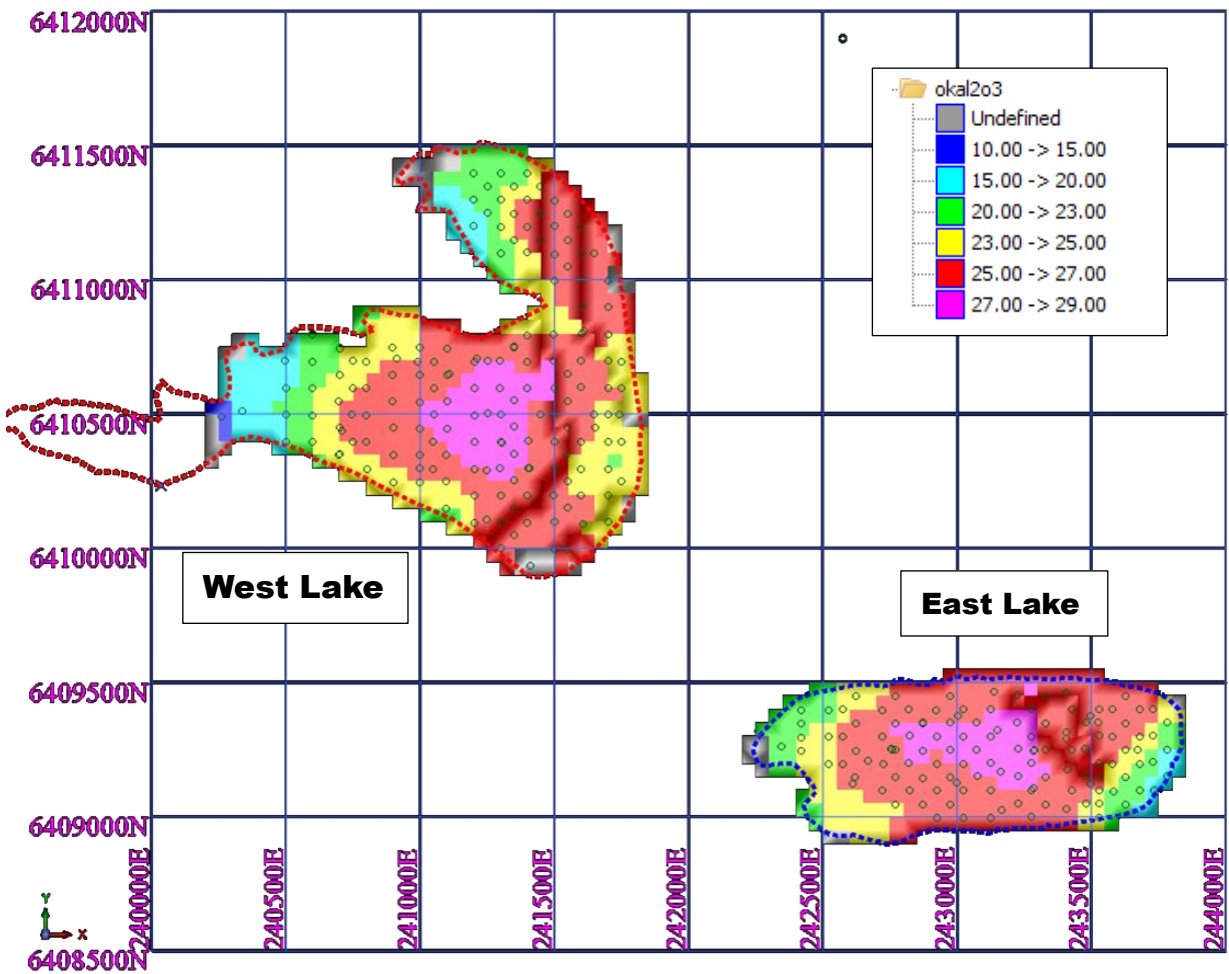 6412000N
okal2o3
Undefined
10.00 -> 15.00
15.00 -> 20.00
20.00 -> 23.00
23.00 -> 25.00
25.00 -> 27.00
27.00 -> 29.00
6411500N
6411000N
6410500N
6410000N
West Lake
East Lake
6409500N
6409000N
240000E
240500E
241000E
241500E
242000E
242500E
243000E
243500E
244000E
Y
X
6408500N